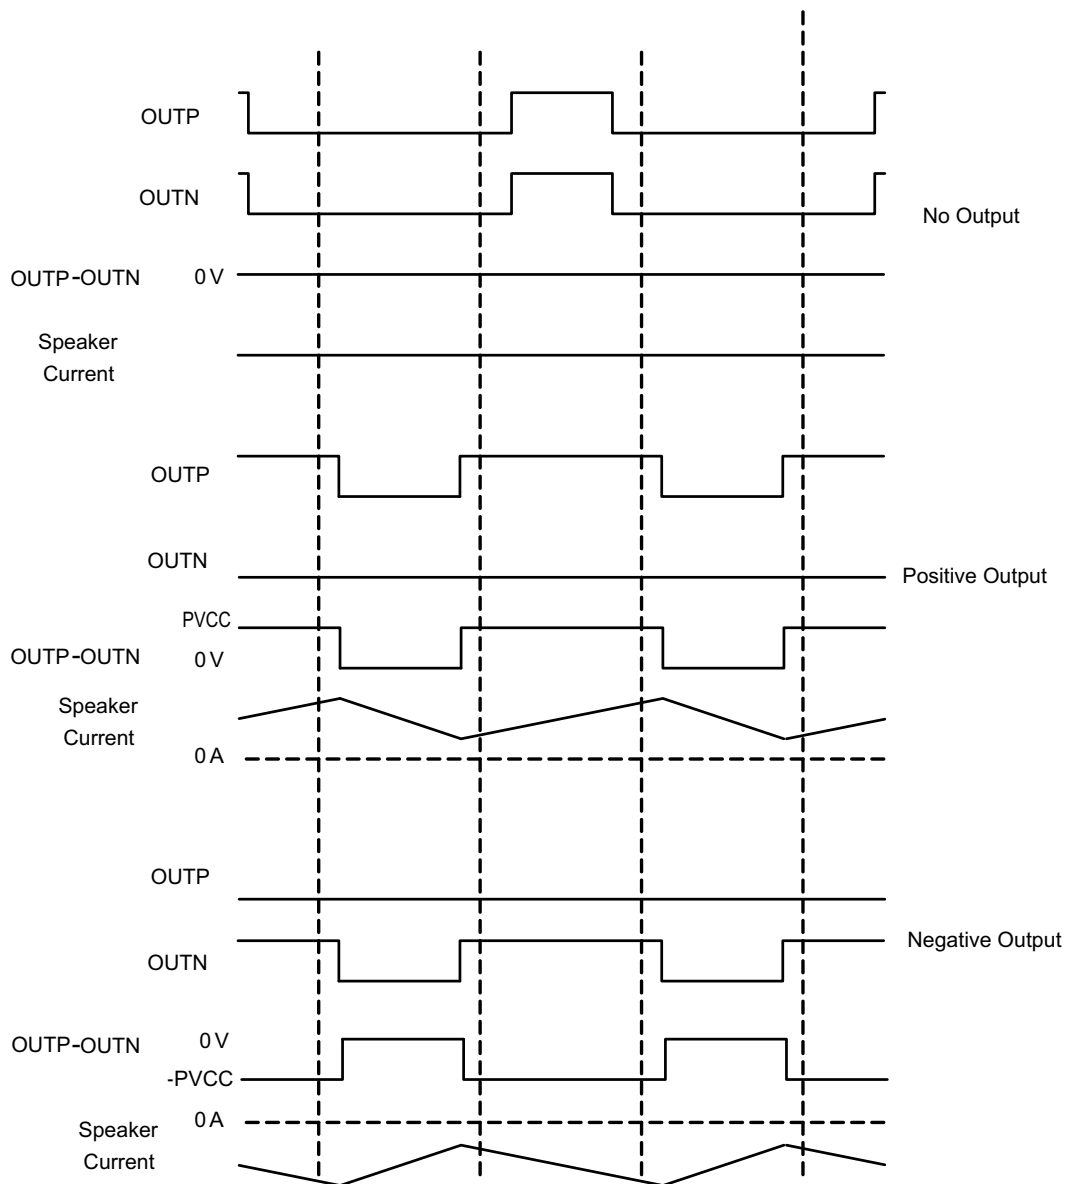 OUTP
OUTN
No Output
OUTP-OUTN 0 V
Speaker
Current
OUTP
OUTN
Positive Output
PVCC
OUTP-OUTN 0 V
Speaker
Current
0 A
OUTP
Negative Output
OUTN
OUTP-OUTN 0 V
-PVCC
0 A
Speaker
Current